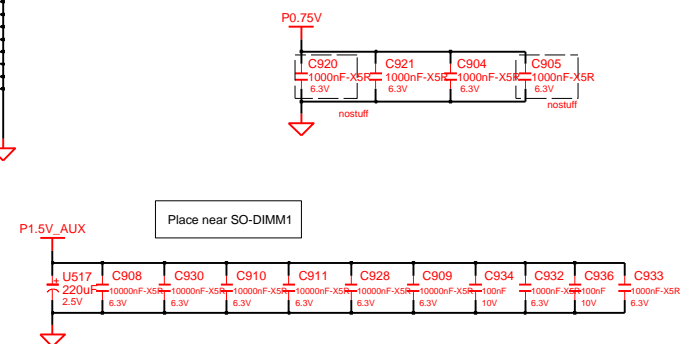 P0.75V
C920 C921 C904 C905
1000nF-X5R 1000nF-X5R 1000nF-X5R 1000nF-X5R
6.3V 6.3V 6.3V 6.3V
nostuff nostuff
Place near SO-DIMM1
P1.5V_AUX
U517 C908 C930 C910 C911 C928 C909 C934 C932 C936 C933
220uF 10000nF-X5R 10000nF-X5R 10000nF-X5R 10000nF-X5R 10000nF-X5R 10000nF-X5R 100nF 1000nF-X5R 100nF 1000nF-X5R
2.5V 6.3V 6.3V 6.3V 6.3V 6.3V 6.3V 10V 6.3V 10V 6.3V